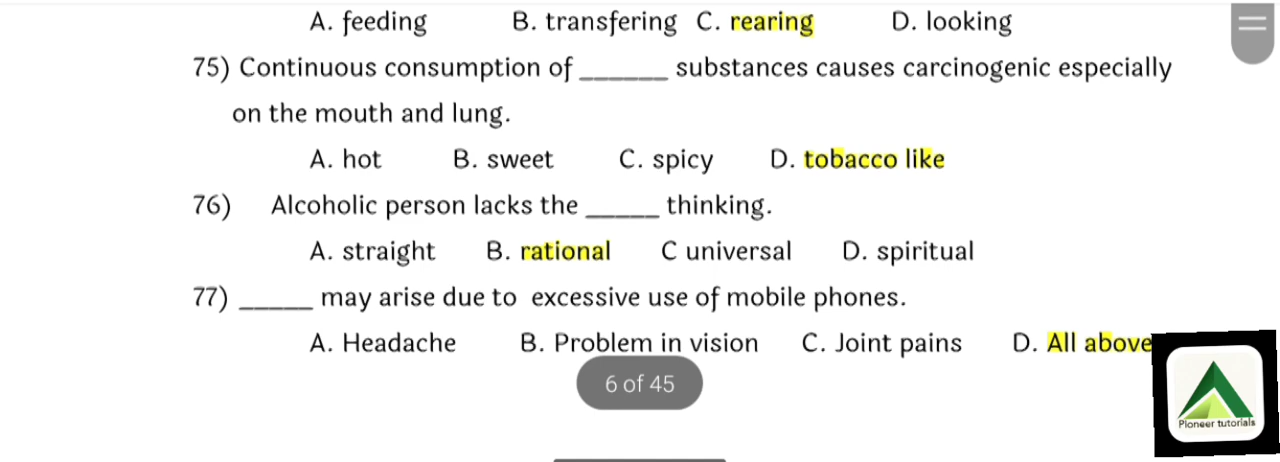 A. feeding B. transfering C. rearing D. looking
75) Continuous consumption of ______ substances causes carcinogenic especially
on the mouth and lung.
A. hot B. sweet C. spicy D. tobacco like
76) Alcoholic person lacks the _____ thinking.
A. straight B. rational C universal D. spiritual
77) _____ may arise due to excessive use of mobile phones.
A. Headache B. Problem in vision C. Joint pains D. All above
6 of 45
Pioneer tutorials